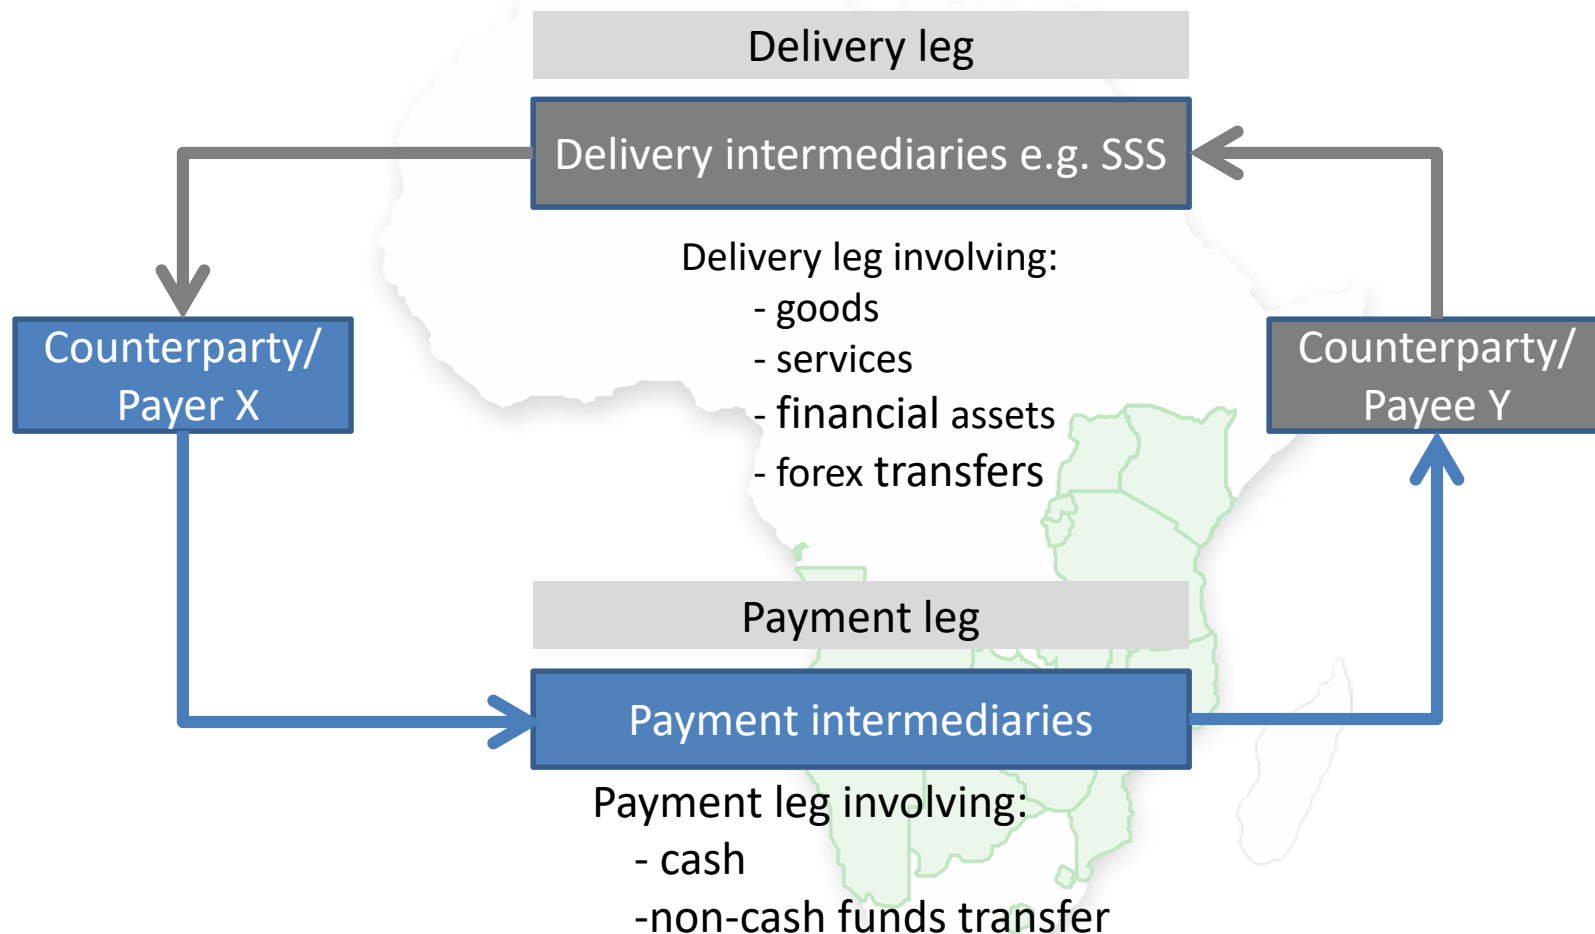 Delivery leg
Delivery intermediaries e.g. SSS
Delivery leg involving:
- goods
- services
- financial assets
- forex transfers
Counterparty/
Payer X
Counterparty/
Payee Y
Payment leg
Payment intermediaries
Payment leg involving:
- cash
-non-cash funds transfer